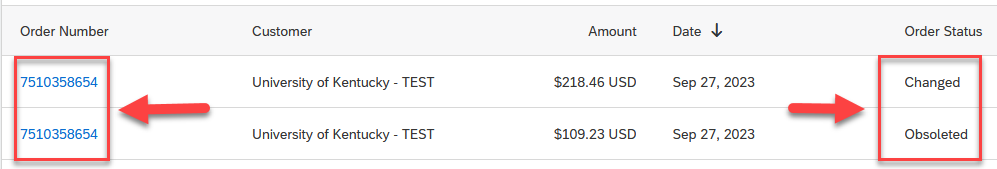 Order Number Customer Amount Date ↓ Order Status
7510358654 University of Kentucky - TEST $218.46 USD Sep 27, 2023 Changed
7510358654 University of Kentucky - TEST $109.23 USD Sep 27, 2023 Obsoleted